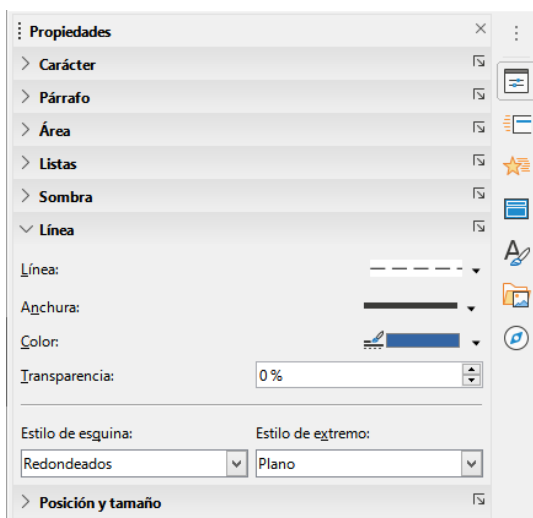 Propiedades
Carácter
Párrafo
Área
Listas
Sombra
Línea
Línea:
Anchura:
Color:
Transparencia: 0 %
Estilo de esquina: Estilo de extremo:
Redondeados Plano
Posición y tamaño